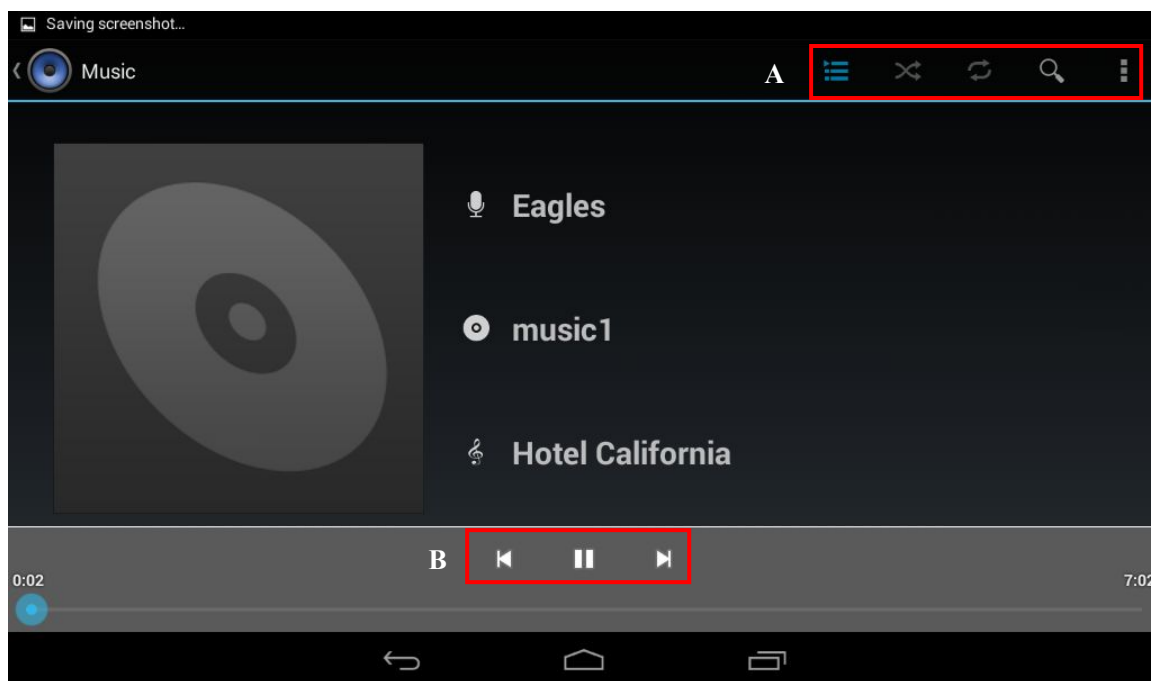 Saving screenshot...
Music
A
Eagles
music1
Hotel California
B
0:02
7:02